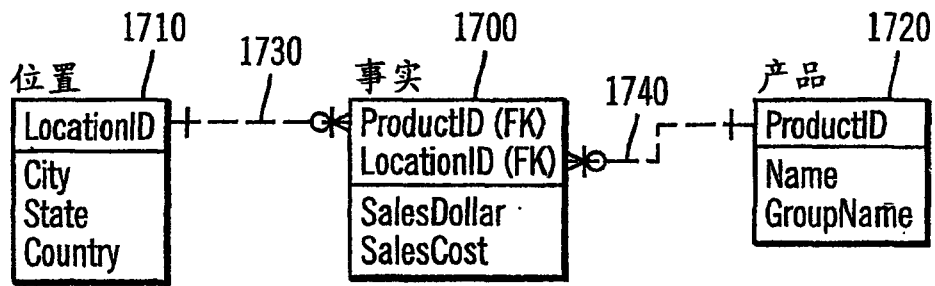 1710
1730
1700
1740
1720
位置
LocationID
City
State
Country
事实
ProductID (FK)
LocationID (FK)
SalesDollar
SalesCost
产品
ProductID
Name
GroupName